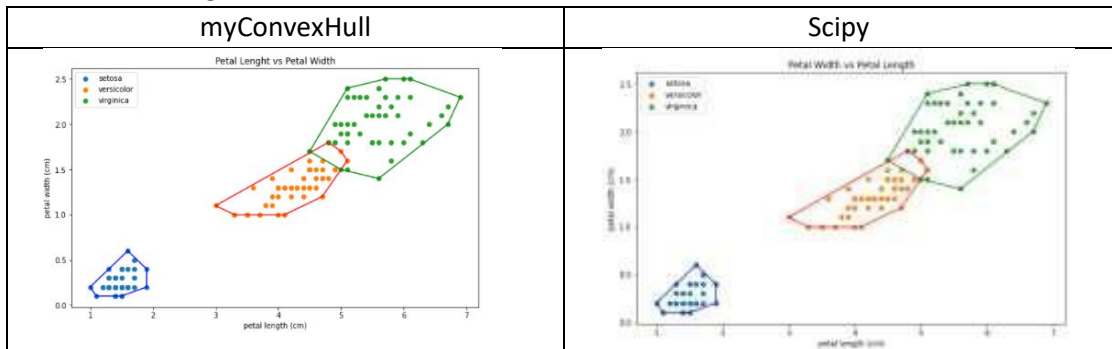 myConvexHull
Scipy
Petal Lenght vs Petal Width
setosa
versicolor
virginica
petal width (cm)
2.5
2.0
1.5
1.0
0.5
0.0
1 2 3 4 5 6 7
petal length (cm)
Petal Width vs Petal Length
setosa
versicolor
virginica
petal width (cm)
2.5
2.0
1.5
1.0
0.5
0.0
1 2 3 4 5 6 7
petal length (cm)